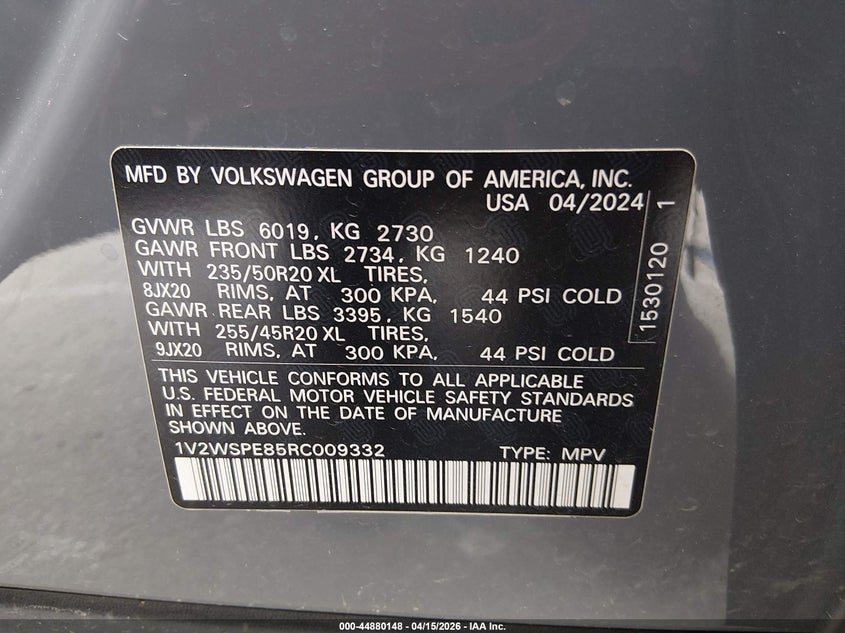 MFD BY VOLKSWAGEN GROUP OF AMERICA, INC.
USA 04/2024
GVWR LBS 6019, KG 2730
GAWR FRONT LBS 2734, KG 1240
WITH 235/50R20 XL TIRES,
8JX20 RIMS, AT 300 KPA, 44 PSI COLD
GAWR REAR LBS 3395, KG 1540
WITH 255/45R20 XL TIRES,
9JX20 RIMS, AT 300 KPA, 44 PSI COLD
1530120 1
THIS VEHICLE CONFORMS TO ALL APPLICABLE
U.S. FEDERAL MOTOR VEHICLE SAFETY STANDARDS
IN EFFECT ON THE DATE OF MANUFACTURE
SHOWN ABOVE.
1V2WSPE85RC009332 TYPE: MPV
000-44880148 - 04/15/2026 - IAA Inc.